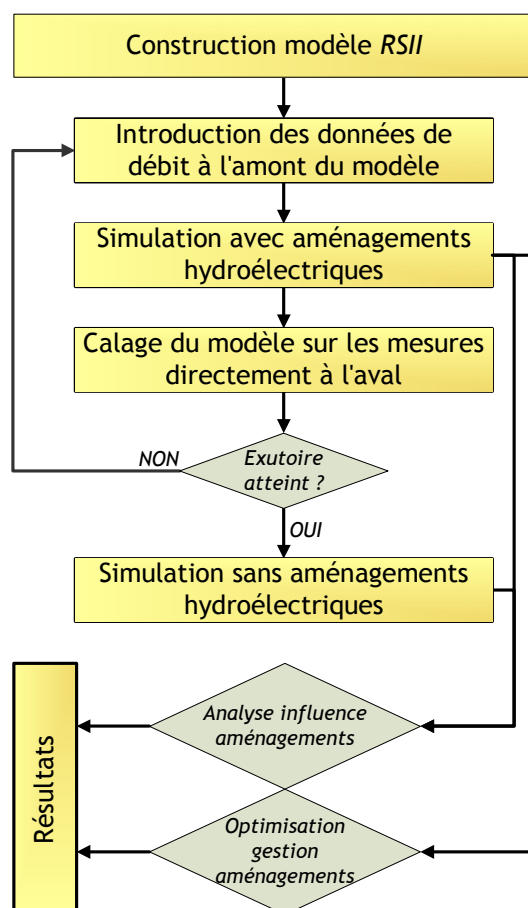 Construction modèle RSII
Introduction des données de
débit à l'amont du modèle
Simulation avec aménagements
hydroélectriques
Calage du modèle sur les mesures
directement à l'aval
NON
Exutoire
atteint ?
OUI
Simulation sans aménagements
hydroélectriques
Résultats
Analyse influence
aménagements
Optimisation
gestion
aménagements